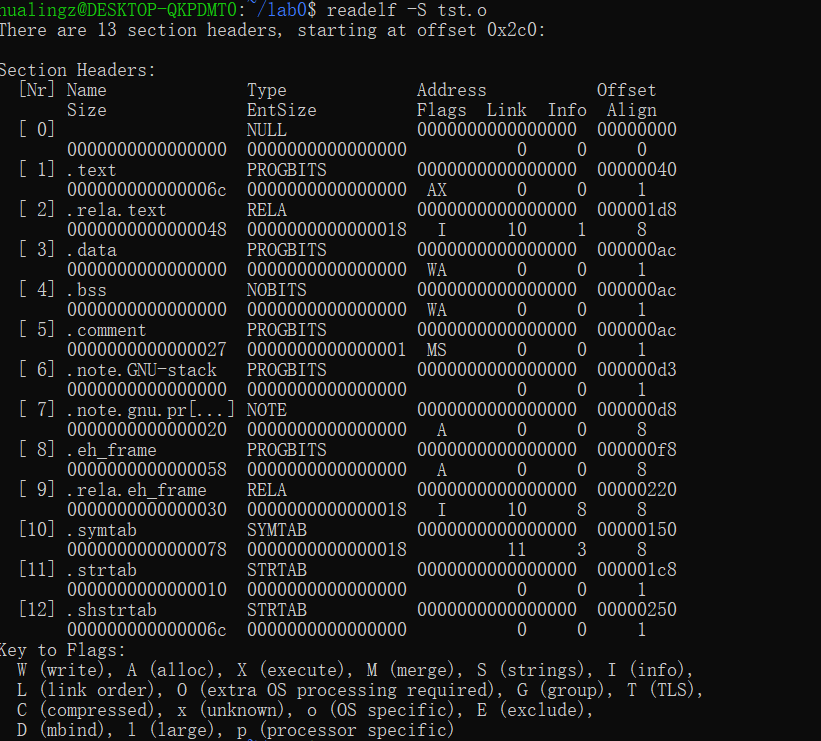 hualingz@DESKTOP-QKPDMT0:~/lab0$ readelf -S tst.o
There are 13 section headers, starting at offset 0x2c0:
Section Headers:
[Nr] Name Type Address Offset
Size EntSize Flags Link Info Align
[ 0] NULL 0000000000000000 00000000
0000000000000000 0000000000000000 0 0 0
[ 1] .text PROGBITS 0000000000000000 00000040
000000000000006c 0000000000000000 AX 0 0 1
[ 2] .rela.text RELA 0000000000000000 000001d8
0000000000000048 0000000000000018 I 10 1 8
[ 3] .data PROGBITS 0000000000000000 000000ac
0000000000000000 0000000000000000 WA 0 0 1
[ 4] .bss NOBITS 0000000000000000 000000ac
0000000000000000 0000000000000000 WA 0 0 1
[ 5] .comment PROGBITS 0000000000000000 000000ac
0000000000000027 0000000000000001 MS 0 0 1
[ 6] .note.GNU-stack PROGBITS 0000000000000000 000000d3
0000000000000000 0000000000000000 0 0 1
[ 7] .note.gnu.pr[...] NOTE 0000000000000000 000000d8
0000000000000020 0000000000000000 A 0 0 8
[ 8] .eh_frame PROGBITS 0000000000000000 000000f8
0000000000000058 0000000000000000 A 0 0 8
[ 9] .rela.eh_frame RELA 0000000000000000 00000220
0000000000000030 0000000000000018 I 10 8 8
[10] .symtab SYMTAB 0000000000000000 00000150
0000000000000078 0000000000000018 11 3 8
[11] .strtab STRTAB 0000000000000000 000001c8
0000000000000010 0000000000000000 0 0 1
[12] .shstrtab STRTAB 0000000000000000 00000250
000000000000006c 0000000000000000 0 0 1
Key to Flags:
W (write), A (alloc), X (execute), M (merge), S (strings), I (info),
L (link order), O (extra OS processing required), G (group), T (TLS),
C (compressed), x (unknown), o (OS specific), E (exclude),
D (mbind), l (large), p (processor specific)